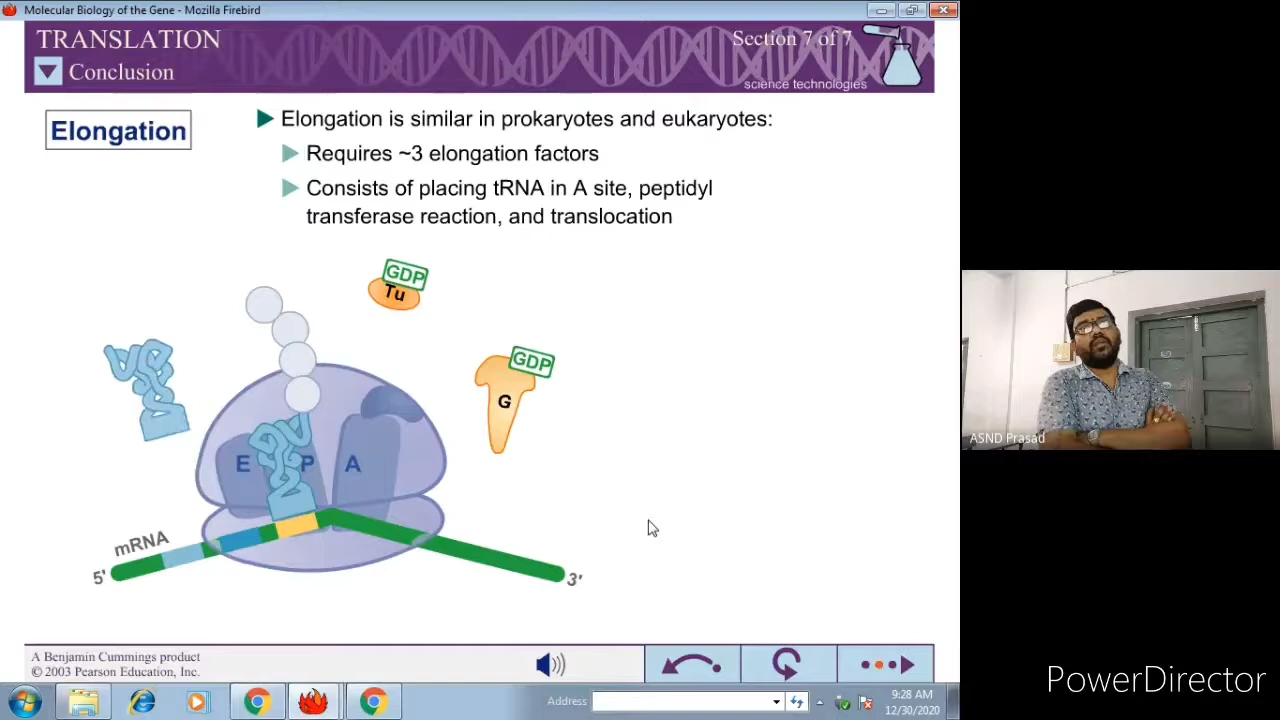 Molecular Biology of the Gene - Mozilla Firebird
TRANSLATION
Section 7 of 7
Conclusion
science technologies
Elongation
Elongation is similar in prokaryotes and eukaryotes:
Requires ~3 elongation factors
Consists of placing tRNA in A site, peptidyl
transferase reaction, and translocation
GDP
Tu
GDP
G
E P A
mRNA
5'
3'
ASND Prasad
A Benjamin Cummings product
© 2003 Pearson Education, Inc.
PowerDirector
Address
9:28 AM
12/30/2020